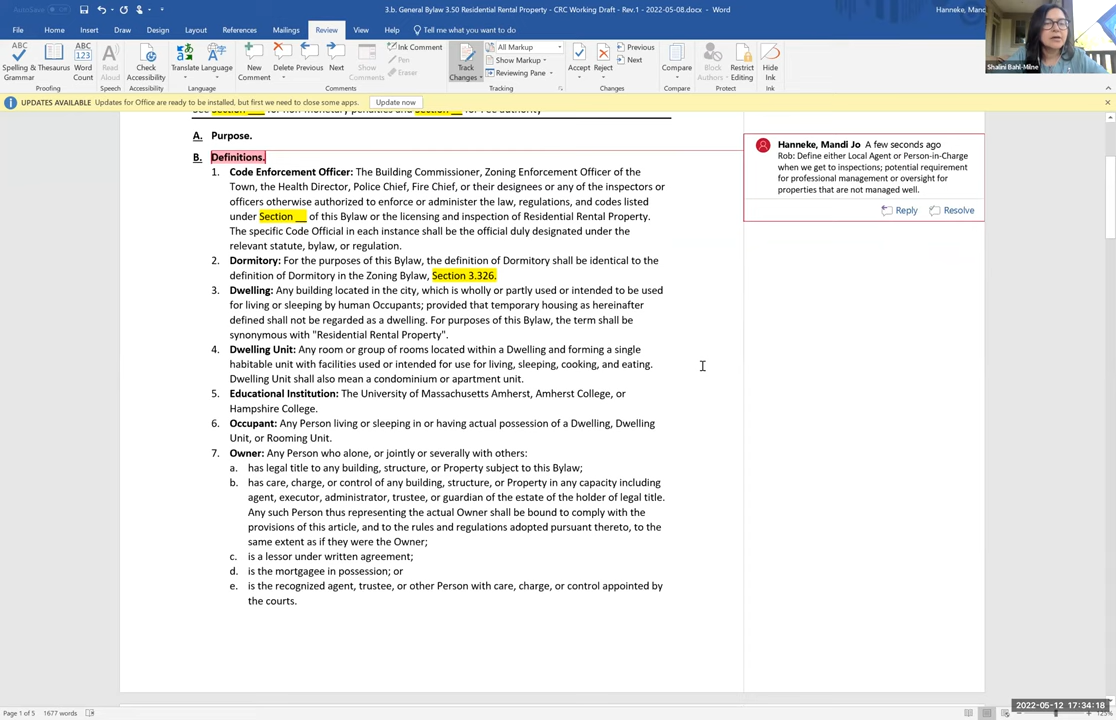 AutoSave Off
3.b. General Bylaw 3.50 Residential Rental Property - CRC Working Draft - Rev.1 - 2022-05-08.docx - Word
Hanneke, Mand
File Home Insert Draw Design Layout References Mailings Review View Help Tell me what you want to do
Spelling & Grammar
Thesaurus
Word Count
Read Aloud
Check Accessibility
Translate
Language
New Comment
Delete
Previous
Next
Show Comments
Ink Comment
Pen
Eraser
Track Changes
All Markup
Show Markup
Reviewing Pane
Accept
Reject
Previous
Next
Compare
Block Authors
Restrict Editing
Hide Ink
Proofing Speech Accessibility Language Comments Tracking Changes Compare Protect Ink
Shalini Bahl-Milne
UPDATES AVAILABLE Updates for Office are ready to be installed, but first we need to close some apps. Update now
See Section ___ for non-monetary penalties and Section __ for Fee authority
A. Purpose.
B. Definitions.
1. Code Enforcement Officer: The Building Commissioner, Zoning Enforcement Officer of the
Town, the Health Director, Police Chief, Fire Chief, or their designees or any of the inspectors or
officers otherwise authorized to enforce or administer the law, regulations, and codes listed
under Section __ of this Bylaw or the licensing and inspection of Residential Rental Property.
The specific Code Official in each instance shall be the official duly designated under the
relevant statute, bylaw, or regulation.
2. Dormitory: For the purposes of this Bylaw, the definition of Dormitory shall be identical to the
definition of Dormitory in the Zoning Bylaw, Section 3.326.
3. Dwelling: Any building located in the city, which is wholly or partly used or intended to be used
for living or sleeping by human Occupants; provided that temporary housing as hereinafter
defined shall not be regarded as a dwelling. For purposes of this Bylaw, the term shall be
synonymous with "Residential Rental Property".
4. Dwelling Unit: Any room or group of rooms located within a Dwelling and forming a single
habitable unit with facilities used or intended for use for living, sleeping, cooking, and eating.
Dwelling Unit shall also mean a condominium or apartment unit.
5. Educational Institution: The University of Massachusetts Amherst, Amherst College, or
Hampshire College.
6. Occupant: Any Person living or sleeping in or having actual possession of a Dwelling, Dwelling
Unit, or Rooming Unit.
7. Owner: Any Person who alone, or jointly or severally with others:
a. has legal title to any building, structure, or Property subject to this Bylaw;
b. has care, charge, or control of any building, structure, or Property in any capacity including
agent, executor, administrator, trustee, or guardian of the estate of the holder of legal title.
Any such Person thus representing the actual Owner shall be bound to comply with the
provisions of this article, and to the rules and regulations adopted pursuant thereto, to the
same extent as if they were the Owner;
c. is a lessor under written agreement;
d. is the mortgagee in possession; or
e. is the recognized agent, trustee, or other Person with care, charge, or control appointed by
the courts.
Hanneke, Mandi Jo A few seconds ago
Rob: Define either Local Agent or Person-in-Charge
when we get to inspections; potential requirement
for professional management or oversight for
properties that are not managed well.
Reply Resolve
Page 1 of 5 1677 words
2022-05-12 17:34:18
125%